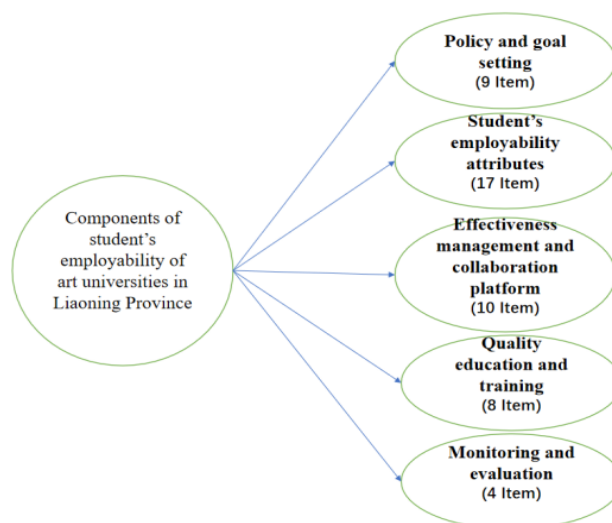 Policy and goal
setting
(9 Item)
Student's
employability
attributes
(17 Item)
Components of
student's
employability of
art universities in
Liaoning Province
Effectiveness
management and
collaboration
platform
(10 Item)
Quality
education and
training
(8 Item)
Monitoring and
evaluation
(4 Item)